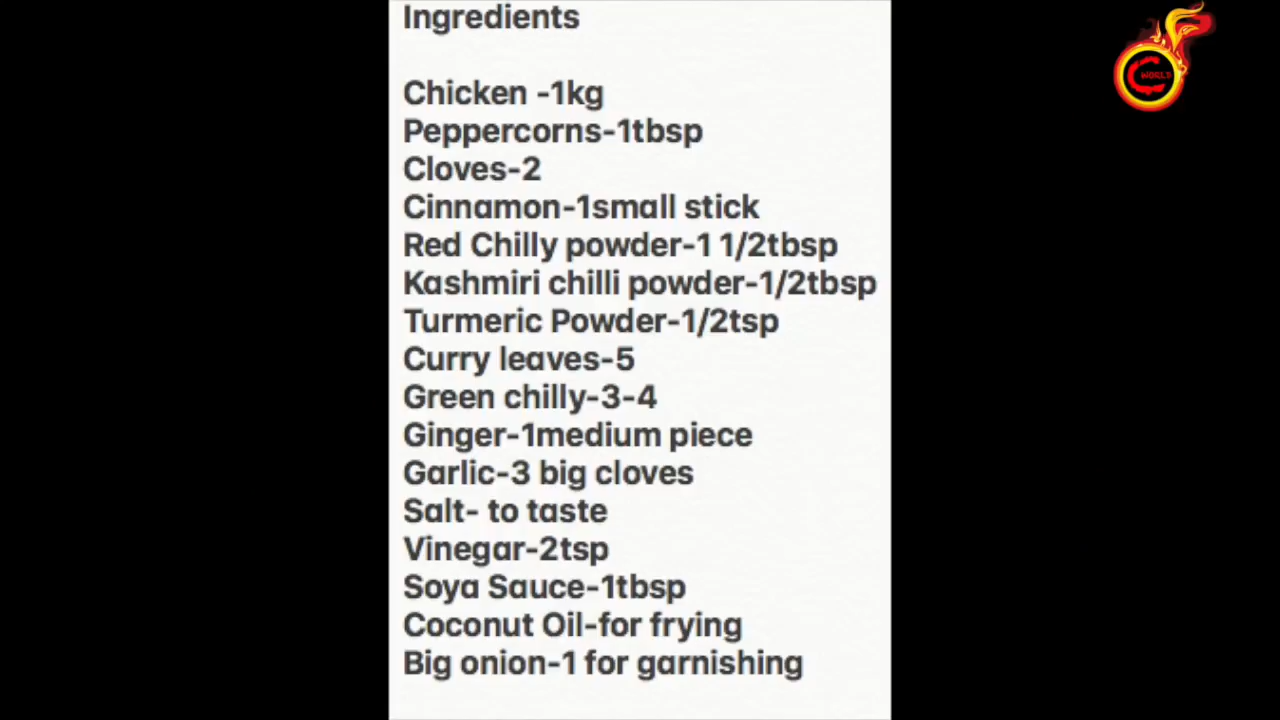 Ingredients
Chicken -1kg
Peppercorns-1tbsp
Cloves-2
Cinnamon-1small stick
Red Chilly powder-1 1/2tbsp
Kashmiri chilli powder-1/2tbsp
Turmeric Powder-1/2tsp
Curry leaves-5
Green chilly-3-4
Ginger-1medium piece
Garlic-3 big cloves
Salt- to taste
Vinegar-2tsp
Soya Sauce-1tbsp
Coconut Oil-for frying
Big onion-1 for garnishing
C WORLD